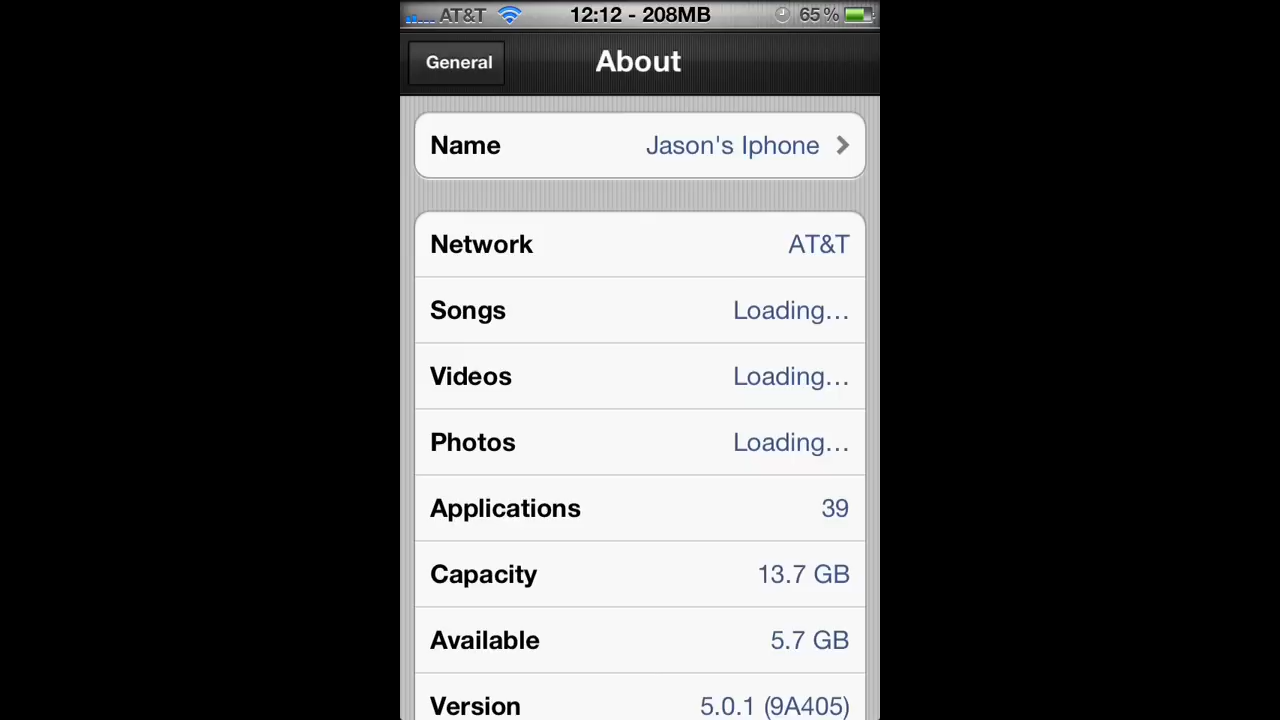 AT&T 12:12 - 208MB 65%
General About
Name Jason's Iphone
Network AT&T
Songs Loading...
Videos Loading...
Photos Loading...
Applications 39
Capacity 13.7 GB
Available 5.7 GB
Version 5.0.1 (9A405)